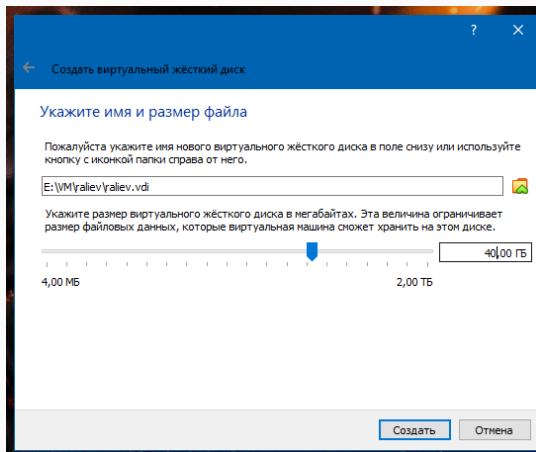 Создать виртуальный жёсткий диск
Укажите имя и размер файла
Пожалуйста укажите имя нового виртуального жёсткого диска в поле снизу или используйте
кнопку с иконкой папки справа от него.
E:\VM\raliev\raliev.vdi
Укажите размер виртуального жёсткого диска в мегабайтах. Эта величина ограничивает
размер файловых данных, которые виртуальная машина сможет хранить на этом диске.
40,00 ГБ
4,00 МБ 2,00 ТБ
Создать Отмена